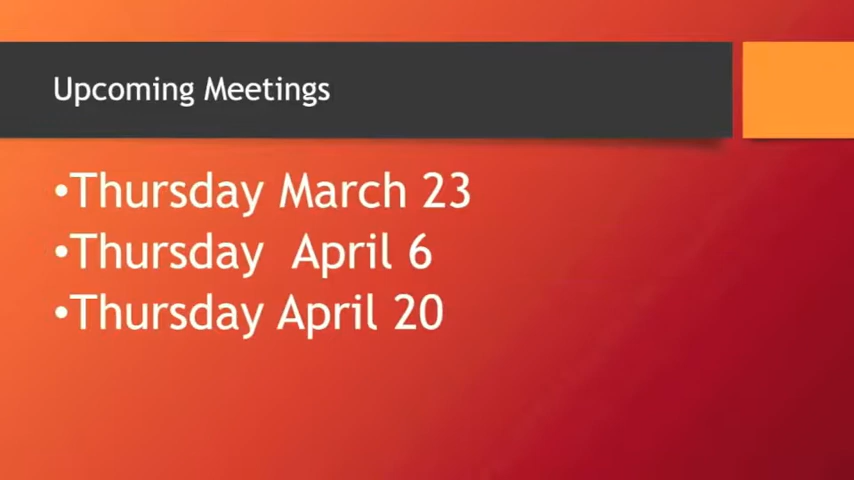 Upcoming Meetings
•Thursday March 23
•Thursday  April 6
•Thursday April 20